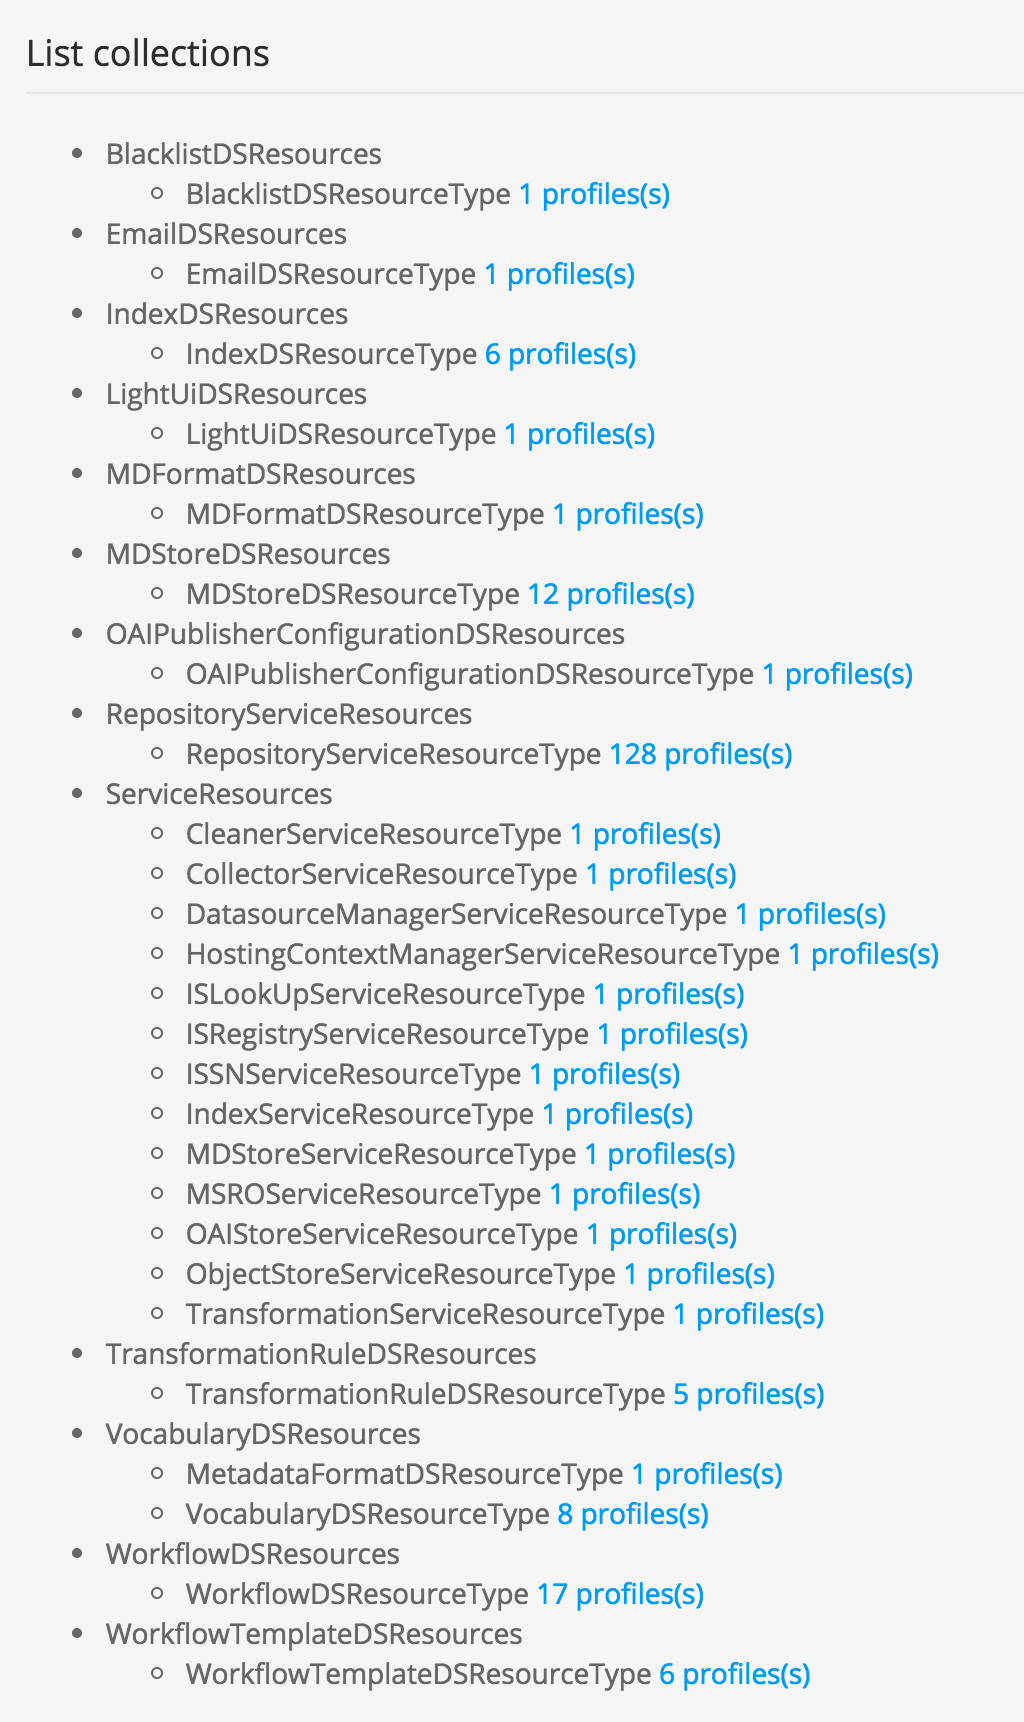 List collections
BlacklistDSResources
BlacklistDSResourceType 1 profiles(s)
EmailDSResources
EmailDSResourceType 1 profiles(s)
IndexDSResources
IndexDSResourceType 6 profiles(s)
LightUiDSResources
LightUiDSResourceType 1 profiles(s)
MDFormatDSResources
MDFormatDSResourceType 1 profiles(s)
MDStoreDSResources
MDStoreDSResourceType 12 profiles(s)
OAIPublisherConfigurationDSResources
OAIPublisherConfigurationDSResourceType 1 profiles(s)
RepositoryServiceResources
RepositoryServiceResourceType 128 profiles(s)
ServiceResources
CleanerServiceResourceType 1 profiles(s)
CollectorServiceResourceType 1 profiles(s)
DatasourceManagerServiceResourceType 1 profiles(s)
HostingContextManagerServiceResourceType 1 profiles(s)
ISLookUpServiceResourceType 1 profiles(s)
ISRegistryServiceResourceType 1 profiles(s)
ISSNServiceResourceType 1 profiles(s)
IndexServiceResourceType 1 profiles(s)
MDStoreServiceResourceType 1 profiles(s)
MSROServiceResourceType 1 profiles(s)
OAIStoreServiceResourceType 1 profiles(s)
ObjectStoreServiceResourceType 1 profiles(s)
TransformationServiceResourceType 1 profiles(s)
TransformationRuleDSResources
TransformationRuleDSResourceType 5 profiles(s)
VocabularyDSResources
MetadataFormatDSResourceType 1 profiles(s)
VocabularyDSResourceType 8 profiles(s)
WorkflowDSResources
WorkflowDSResourceType 17 profiles(s)
WorkflowTemplateDSResources
WorkflowTemplateDSResourceType 6 profiles(s)